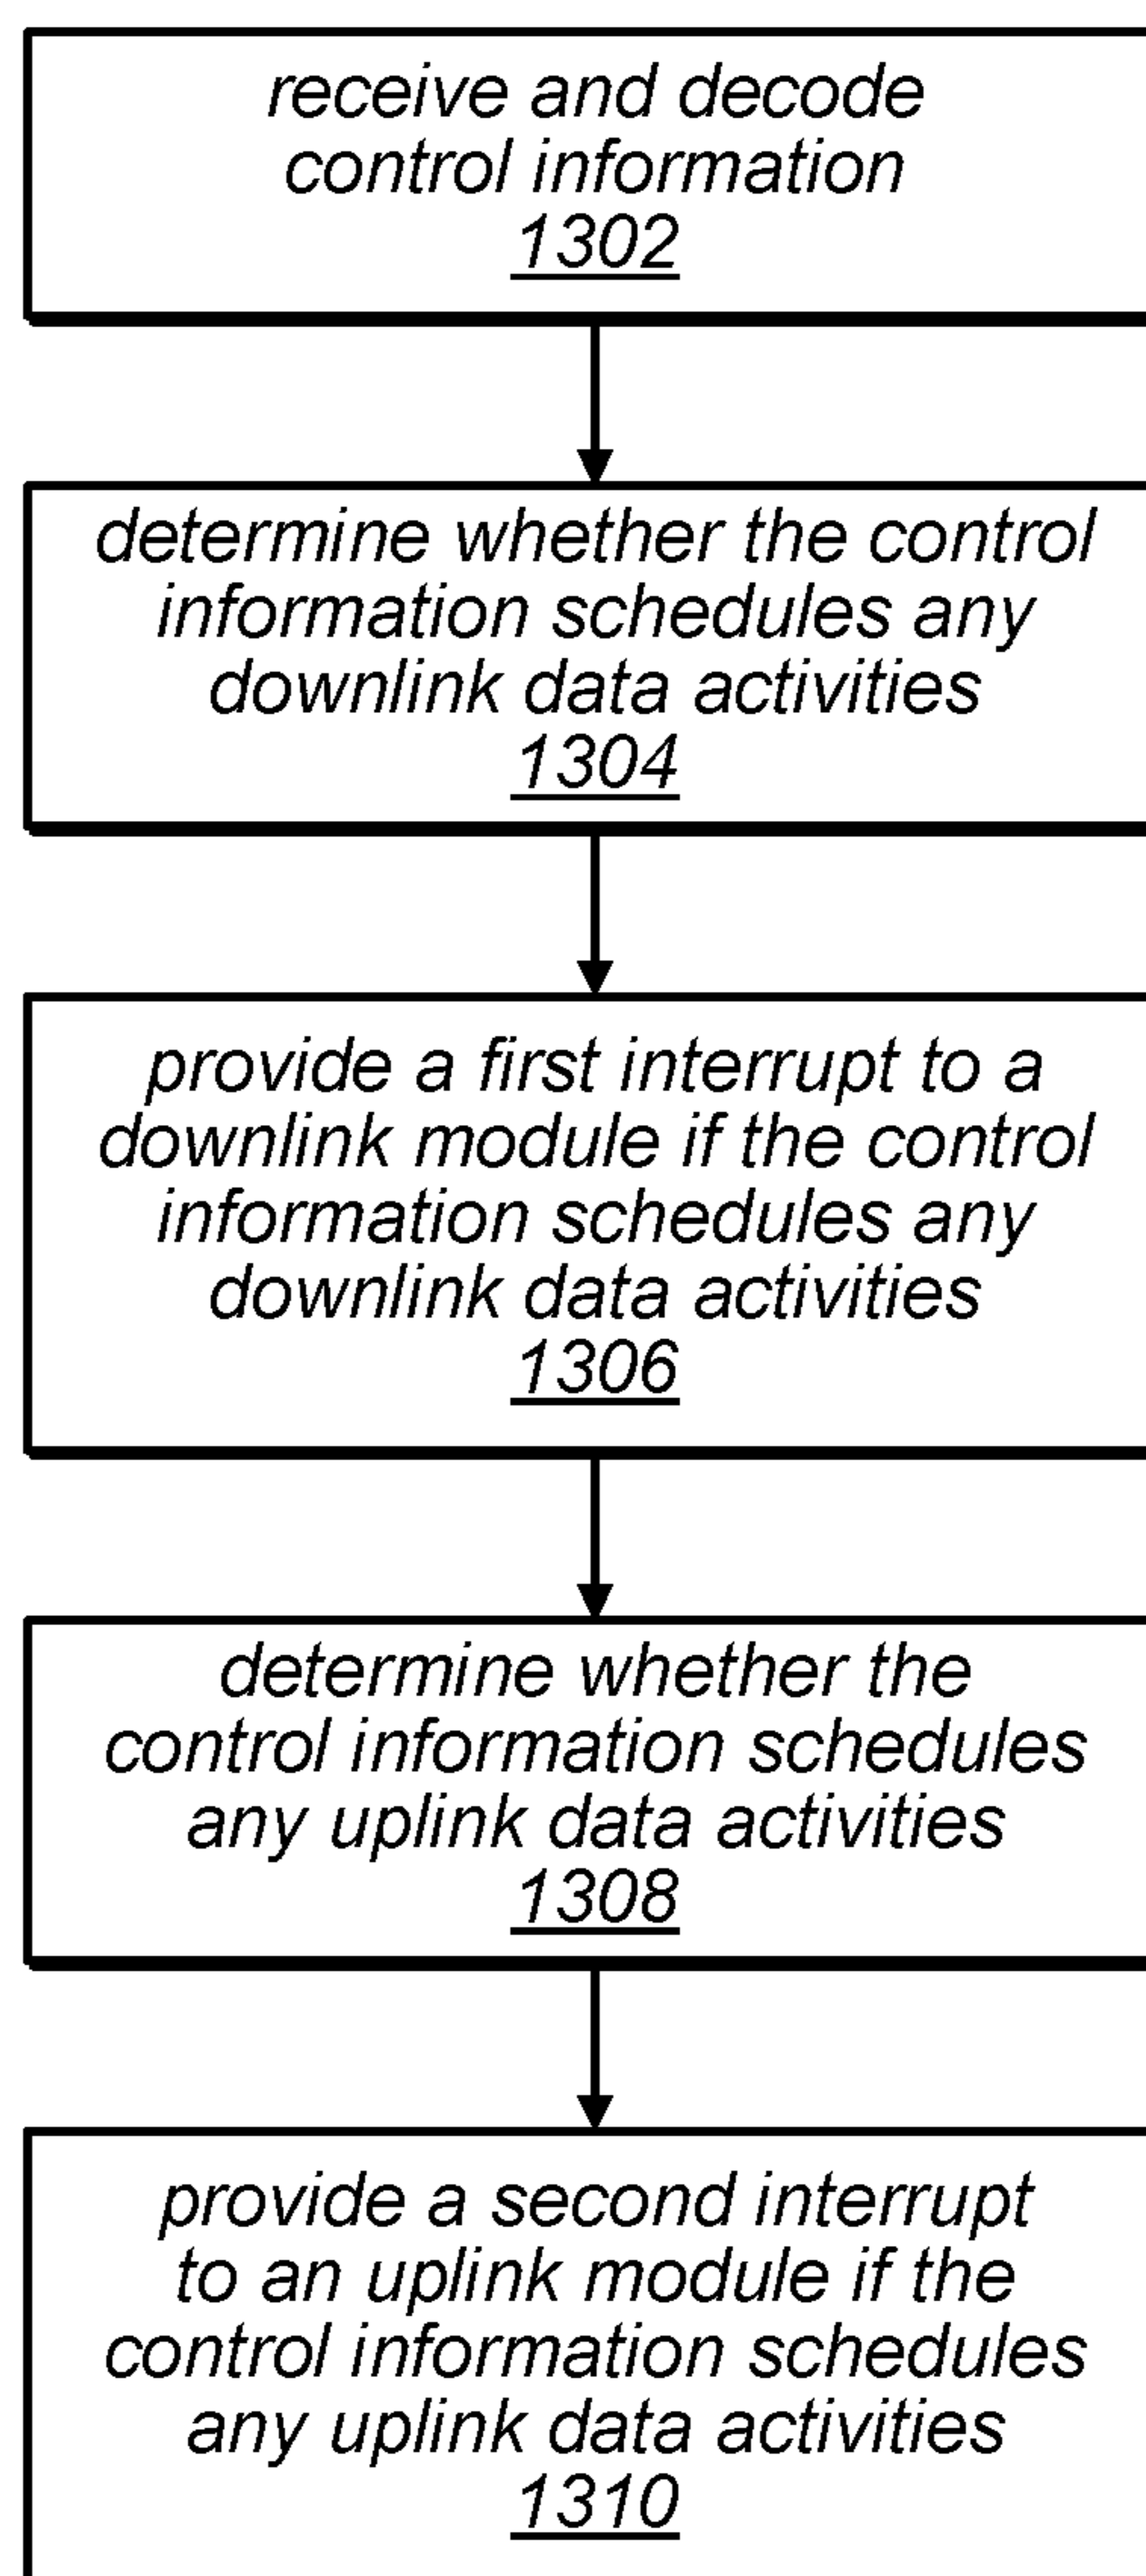 receive and decode
control information
1302
determine whether the control
information schedules any
downlink data activities
1304
provide a first interrupt to a
downlink module if the control
information schedules any
downlink data activities
1306
determine whether the
control information schedules
any uplink data activities
1308
provide a second interrupt
to an uplink module if the
control information schedules
any uplink data activities
1310